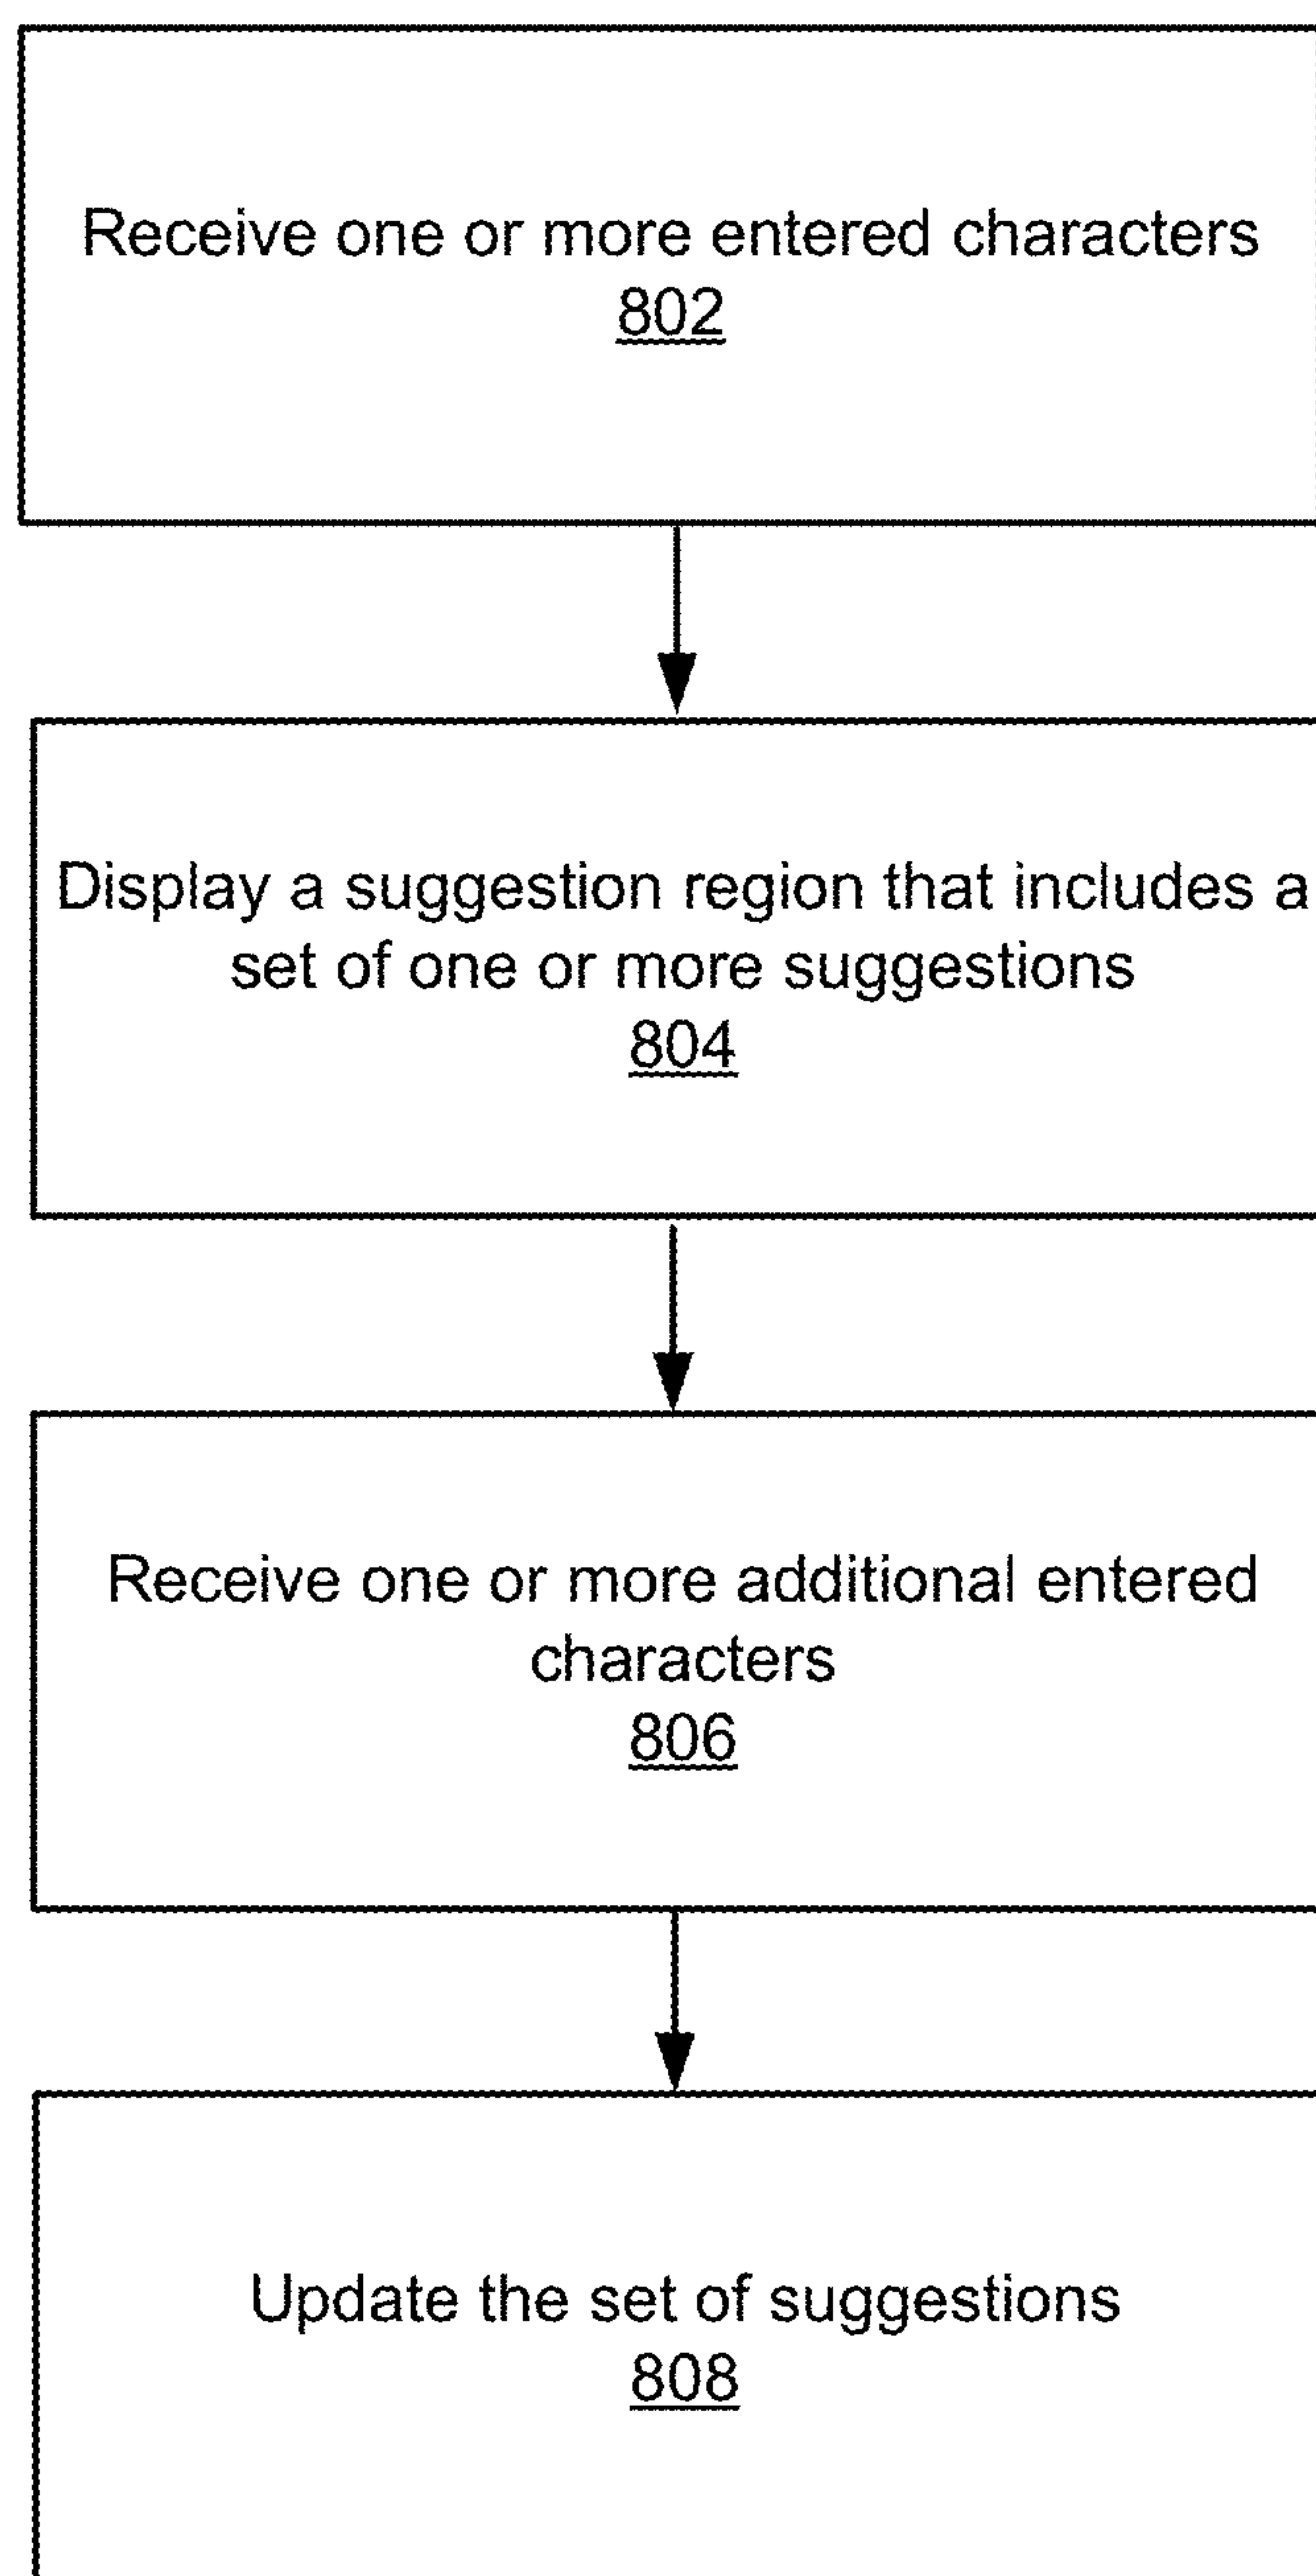 Receive one or more entered characters
802
Display a suggestion region that includes a
set of one or more suggestions
804
Receive one or more additional entered
characters
806
Update the set of suggestions
808